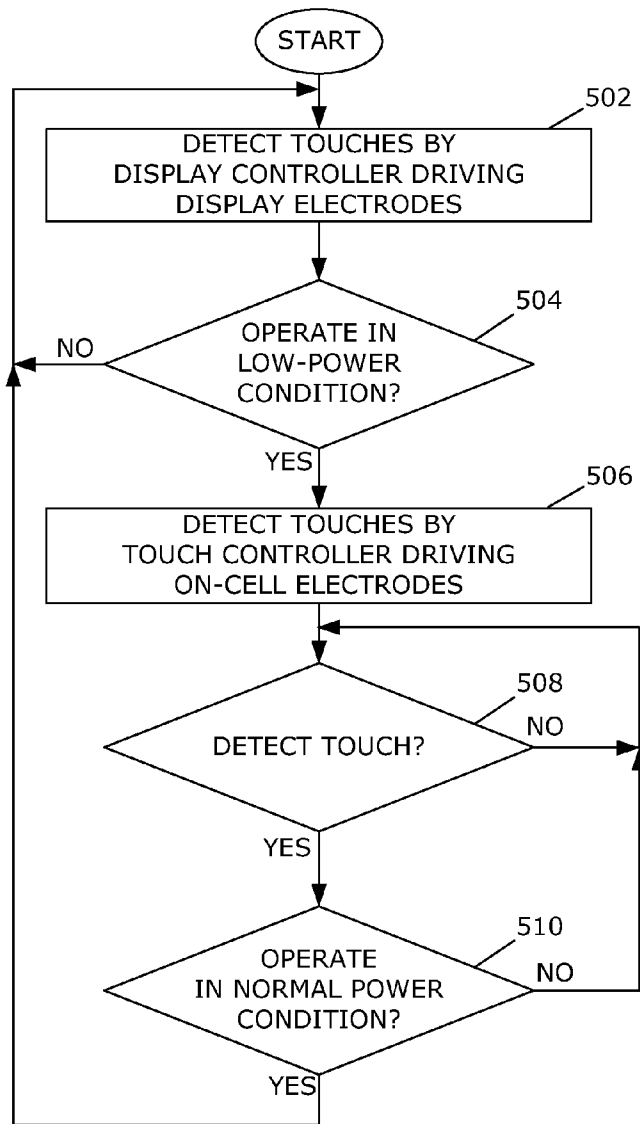 START
502
DETECT TOUCHES BY
DISPLAY CONTROLLER DRIVING
DISPLAY ELECTRODES
504
OPERATE IN
LOW-POWER
CONDITION?
NO
YES
506
DETECT TOUCHES BY
TOUCH CONTROLLER DRIVING
ON-CELL ELECTRODES
508
DETECT TOUCH?
NO
YES
510
OPERATE
IN NORMAL POWER
CONDITION?
NO
YES